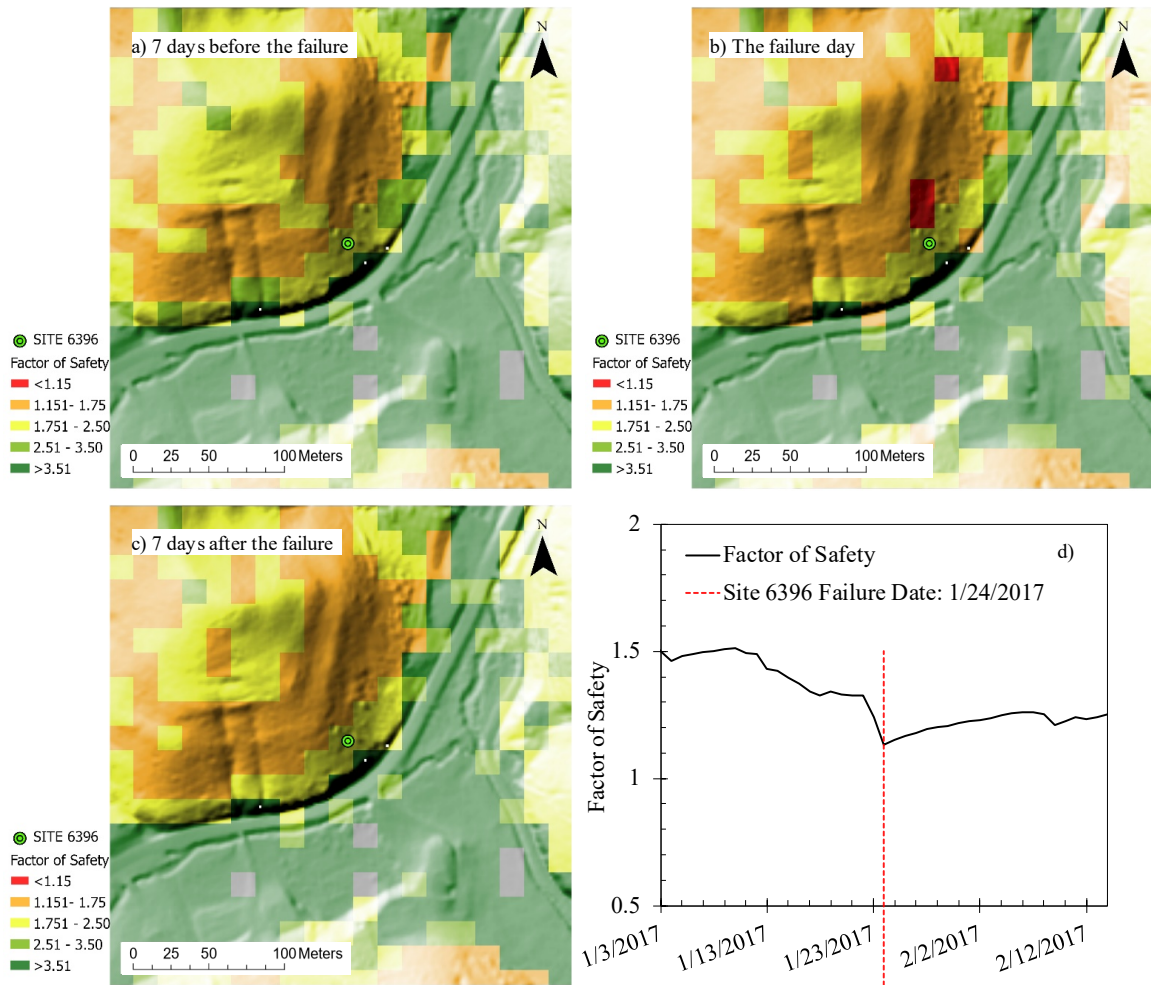 a) 7 days before the failure
N
SITE 6396
Factor of Safety
<1.15
1.151- 1.75
1.751 - 2.50
2.51 - 3.50
>3.51
0 50 100 Meters
b) The failure day
N
SITE 6396
Factor of Safety
<1.15
1.151- 1.75
1.751 - 2.50
2.51 - 3.50
>3.51
0 25 50 100 Meters
c) 7 days after the failure
N
SITE 6396
Factor of Safety
<1.15
1.151- 1.75
1.751 - 2.50
2.51 - 3.50
>3.51
0 25 50 100 Meters
d)
Factor of Safety
Site 6396 Failure Date: 1/24/2017
Factor of Safety
2
1.5
1
0.5
1/3/2017
1/13/2017
1/23/2017
2/2/2017
2/12/2017